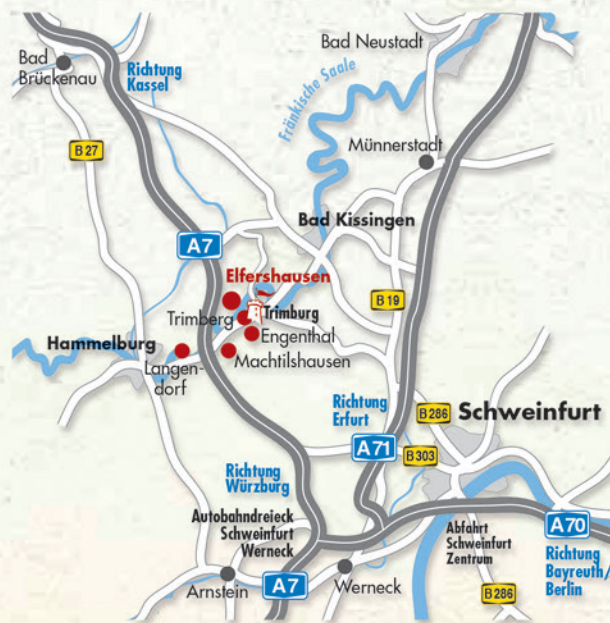 Bad Neustadt
Bad
Brückenau
Richtung
Kassel
Fränkische Saale
B 27
Münnerstadt
Bad Kissingen
A7
Elfershausen
B 19
Trimberg
Trimburg
Engenthal
Hammelburg
Langen-
dorf
Machtilshausen
Richtung
Erfurt
B 286
Schweinfurt
A71
B 303
Richtung
Würzburg
Autobahndreieck
Schweinfurt
Werneck
Abfahrt
Schweinfurt
Zentrum
A70
Richtung
Bayreuth/
Berlin
Arnstein
A7
Werneck
B 286